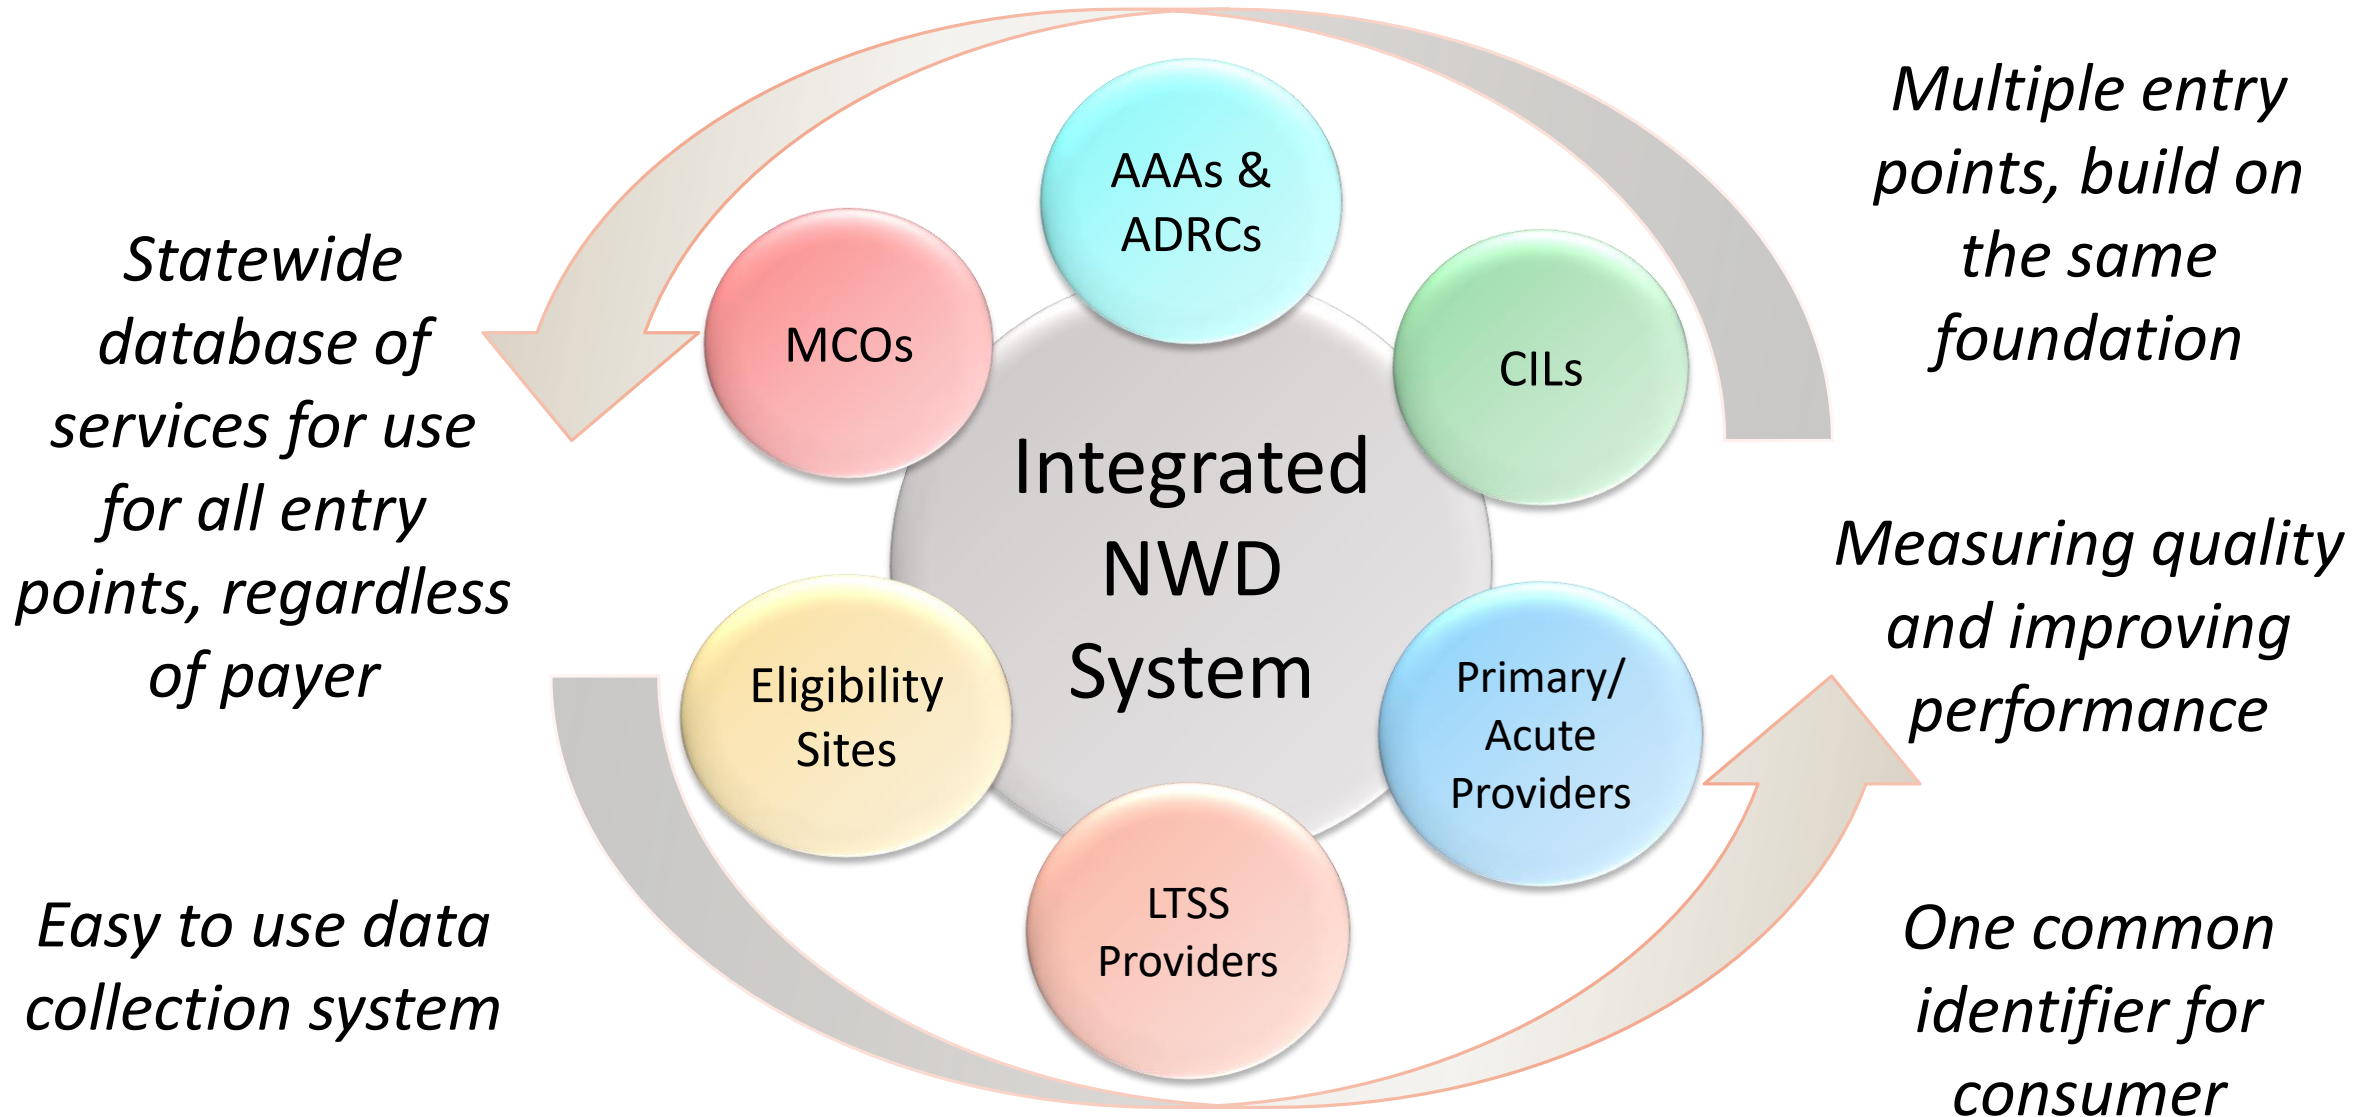 Statewide
database of
services for use
for all entry
points, regardless
of payer
Easy to use data
collection system
AAAs &
ADRCs
MCOs
CILs
Integrated
NWD
System
Eligibility
Sites
Primary/
Acute
Providers
LTSS
Providers
Multiple entry
points, build on
the same
foundation
Measuring quality
and improving
performance
One common
identifier for
consumer